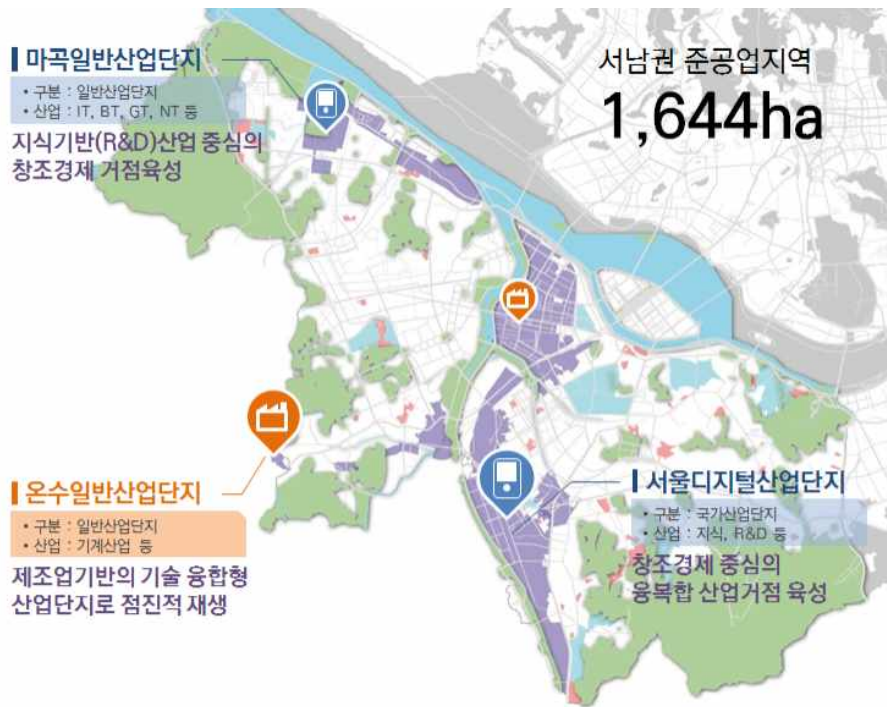 마곡일반산업단지
• 구분 : 일반산업단지
• 산업 : IT, BT, GT, NT 등
지식기반(R&D)산업 중심의
창조경제 거점육성
서남권 준공업지역
1,644ha
온수일반산업단지
• 구분 : 일반산업단지
• 산업 : 기계산업 등
제조업기반의 기술 융합형
산업단지로 점진적 재생
서울디지털산업단지
• 구분 : 국가산업단지
• 산업 : 지식, R&D 등
창조경제 중심의
융복합 산업거점 육성